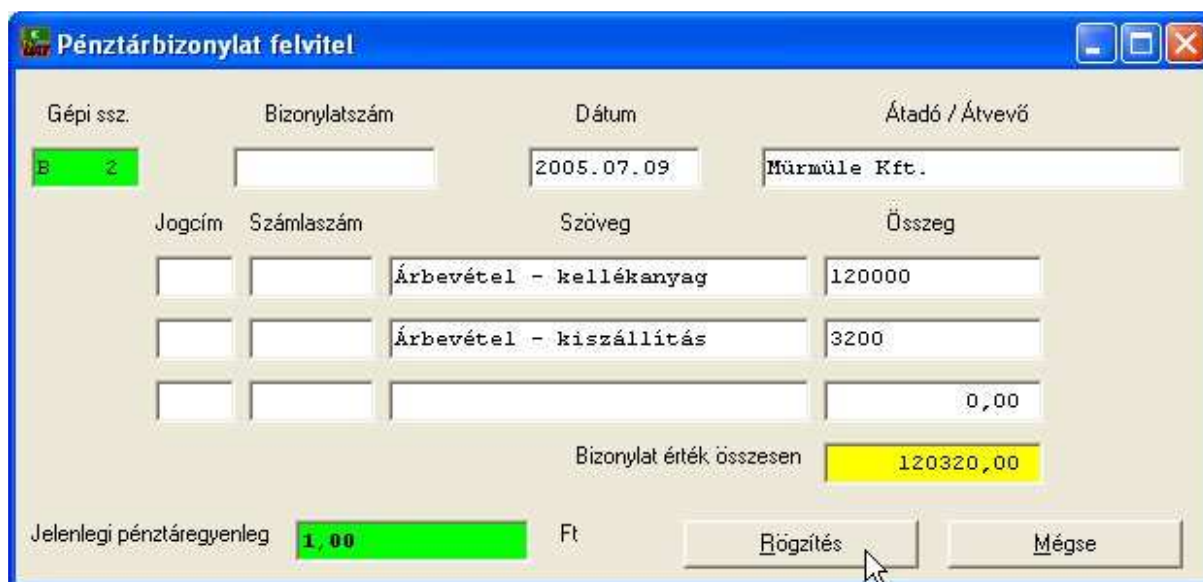 Pénztárbizonylat felvitel
Gépi ssz. Bizonylatszám Dátum Átadó / Átvevő
B 2 2005.07.09 Mürmüle Kft.
Jogcím Számlaszám Szöveg Összeg
Árbevétel - kellékanyag 120000
Árbevétel - kiszállítás 3200
0,00
Bizonylat érték összesen 120320,00
Jelenlegi pénztáregyenleg 1,00 Ft Rögzítés Mégse